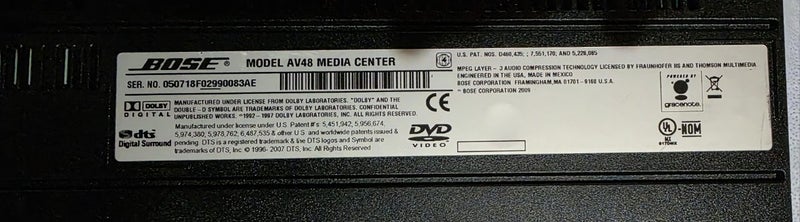 BOSE® MODEL AV48 MEDIA CENTER
SER. NO. 050718F02990083AE
DOLBY
DIGITAL
MANUFACTURED UNDER LICENSE FROM DOLBY LABORATORIES. "DOLBY" AND THE
DOUBLE-D SYMBOL ARE TRADEMARKS OF DOLBY LABORATORIES. CONFIDENTIAL
UNPUBLISHED WORKS. ©1992-1997 DOLBY LABORATORIES, INC. ALL RIGHTS RESERVED.
CE
dts
Digital Surround
Manufactured under license under U.S. Patent #'s: 5,451,942; 5,956,674;
5,974,380; 5,978,762; 6,487,535 & other U.S. and worldwide patents issued &
pending. DTS is a registered trademark & the DTS logos and Symbol are
trademarks of DTS, Inc. © 1996-2007 DTS, Inc. All Rights Reserved
DVD
VIDEO
U.S. PAT. NOS. D460,435; ; 7,551,170; AND 5,228,085
MPEG LAYER - 3 AUDIO COMPRESSION TECHNOLOGY LICENSED BY FRAUNHOFER IIS AND THOMSON MULTIMEDIA
ENGINEERED IN THE USA, MADE IN MEXICO
BOSE CORPORATION FRAMINGHAM, MA 01701 - 9168 U.S.A.
© BOSE CORPORATION 2009
POWERED BY
gracenote.
UL -NOM
MX